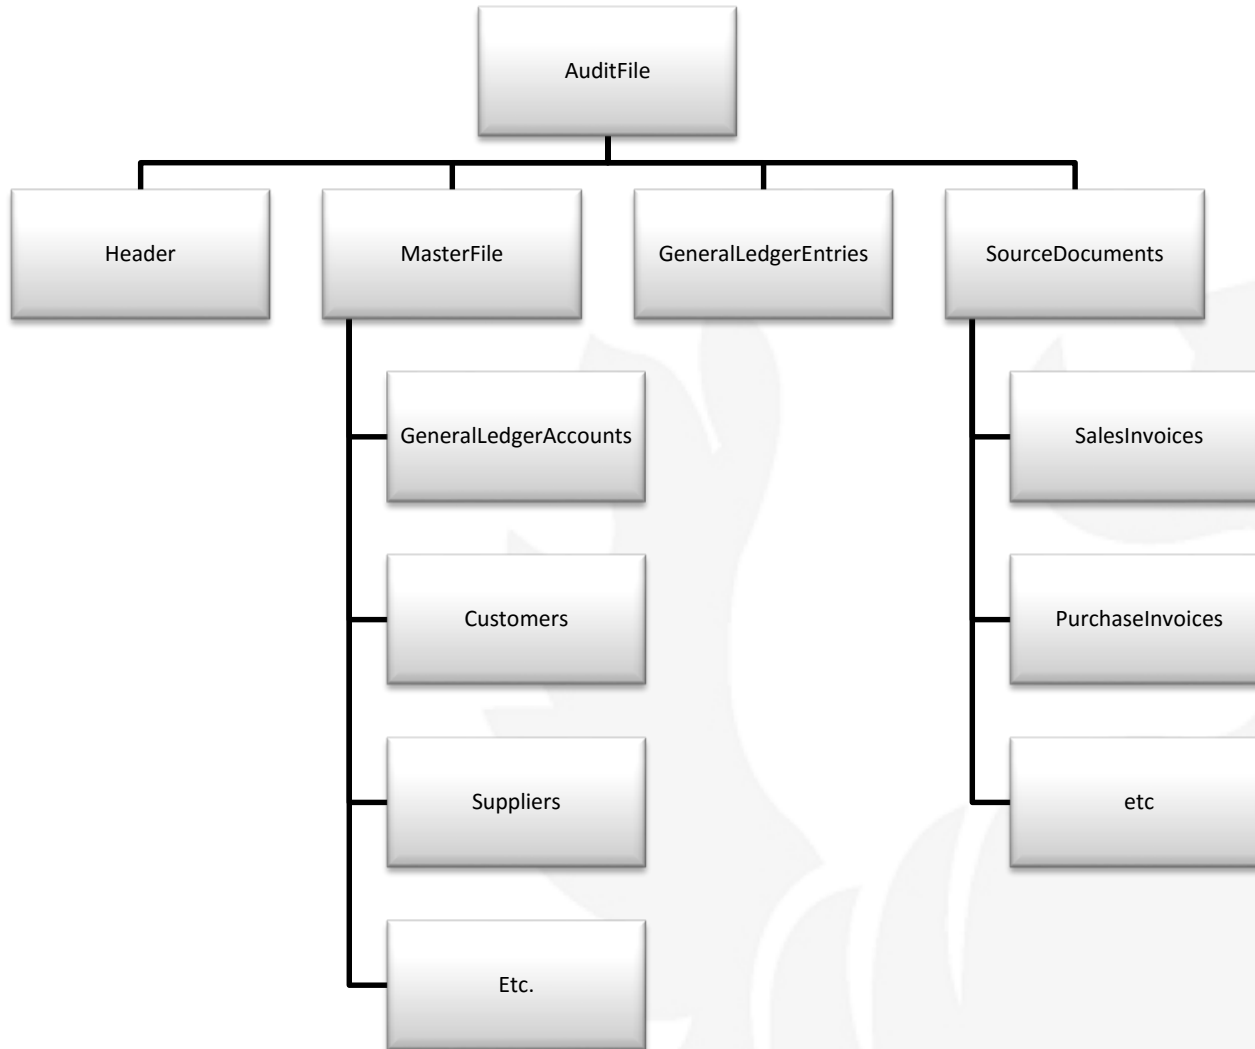 AuditFile
Header
MasterFile
GeneralLedgerEntries
SourceDocuments
GeneralLedgerAccounts
Customers
Suppliers
Etc.
SalesInvoices
PurchaseInvoices
etc